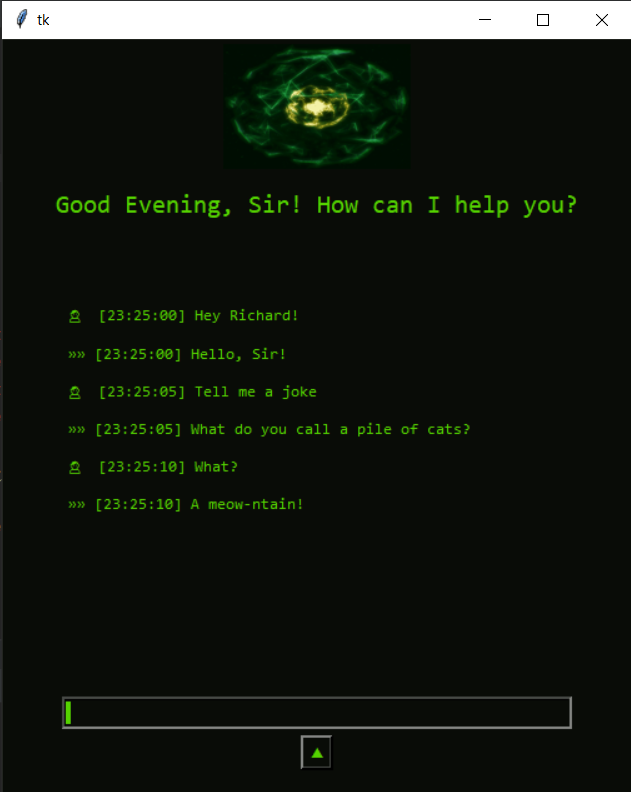 tk
Good Evening, Sir! How can I help you?
[23:25:00] Hey Richard!
»» [23:25:00] Hello, Sir!
[23:25:05] Tell me a joke
»» [23:25:05] What do you call a pile of cats?
[23:25:10] What?
»» [23:25:10] A meow-ntain!